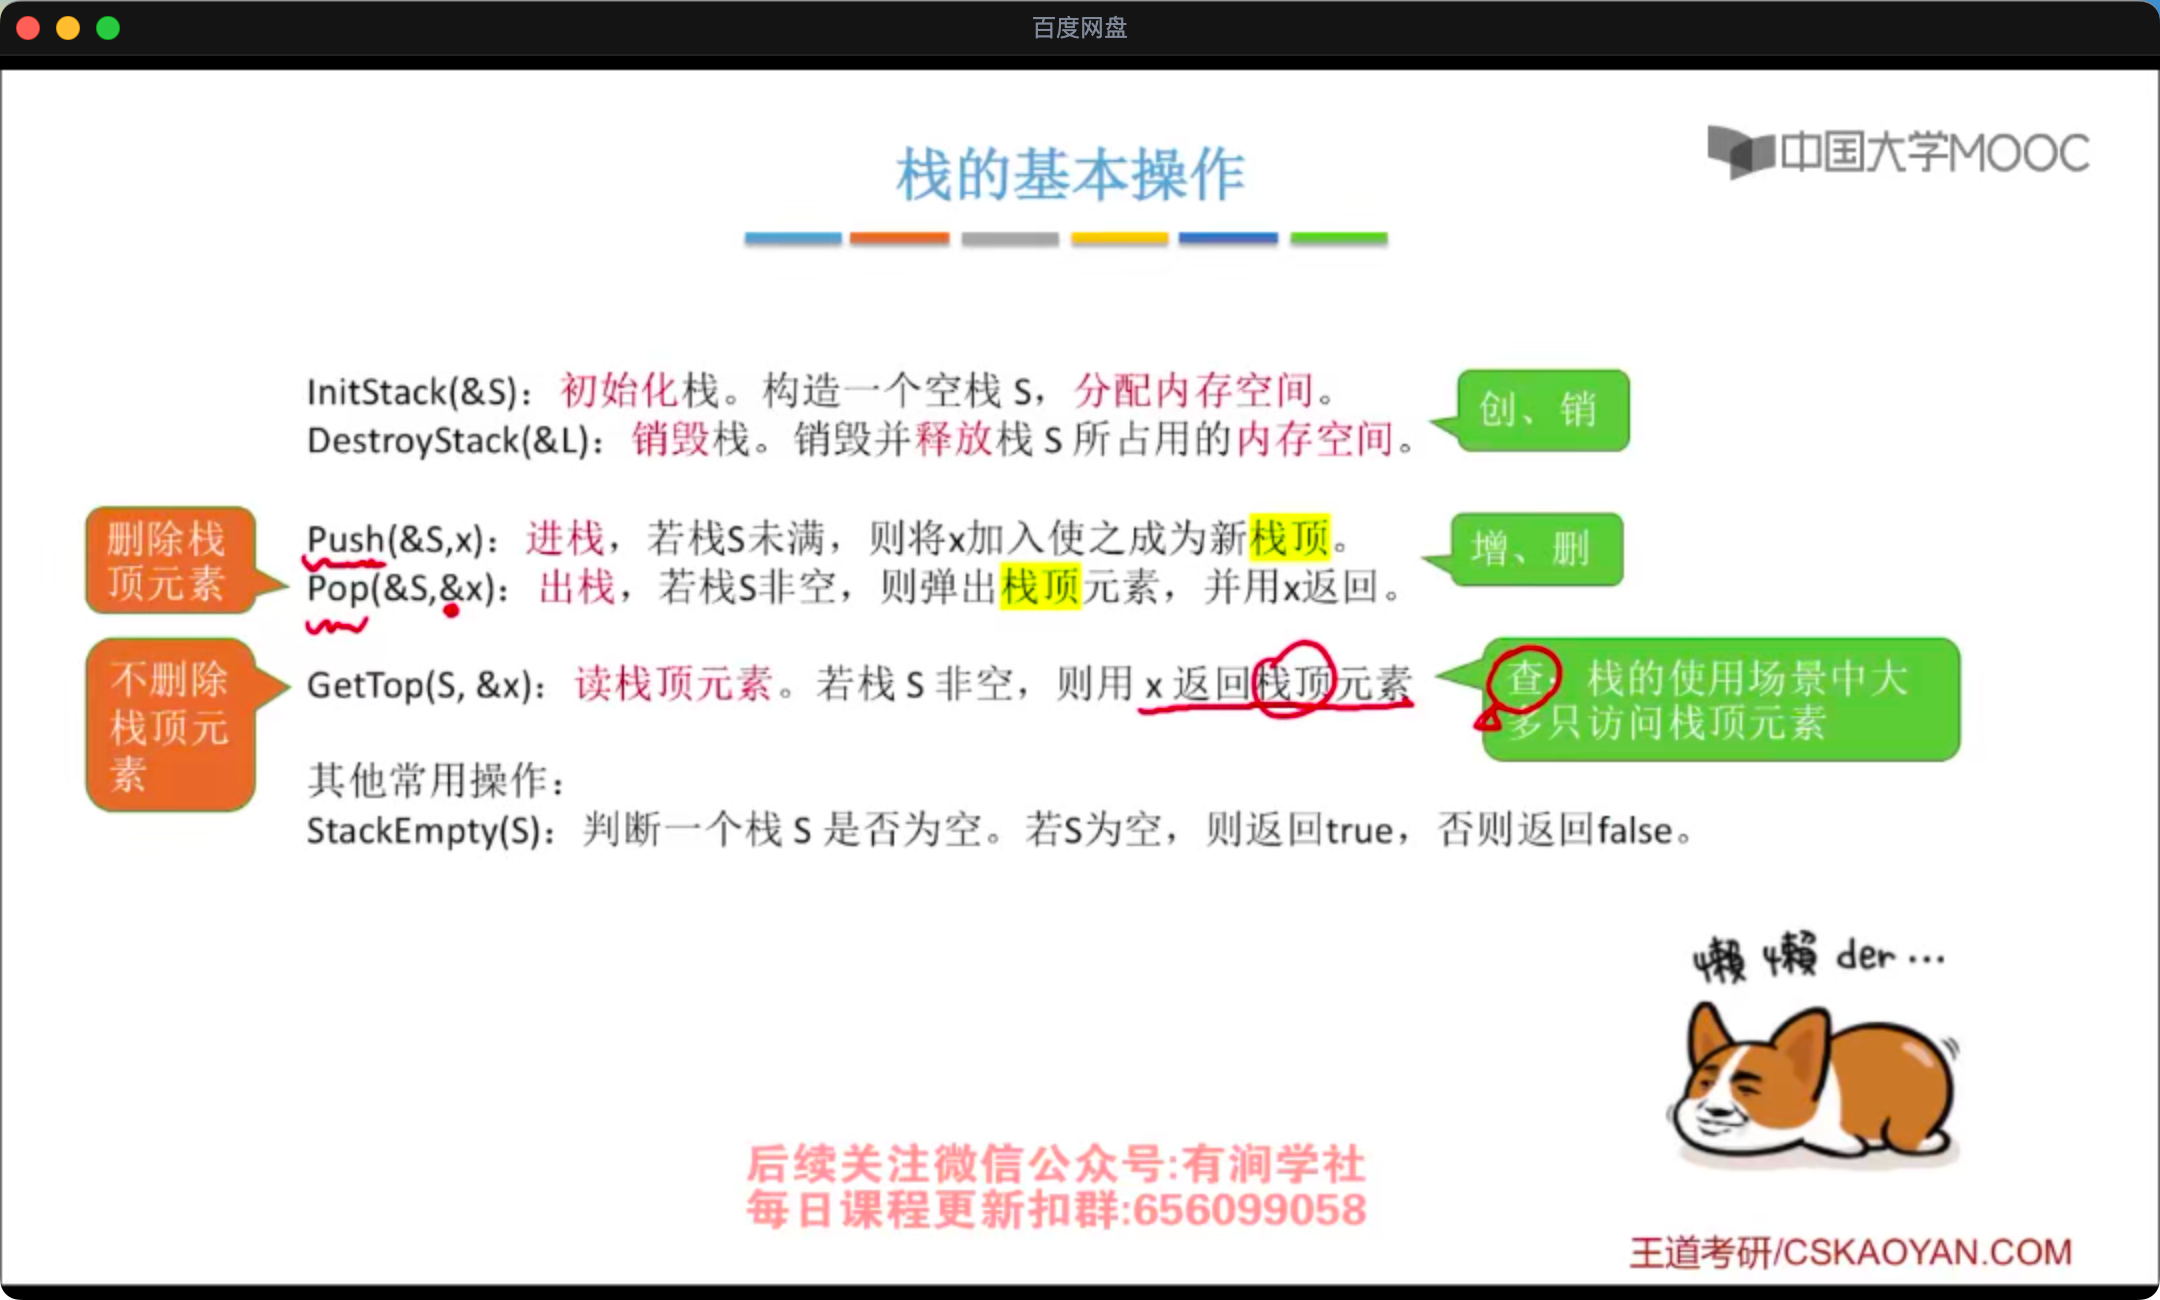 百度网盘
中国大学MOOC
栈的基本操作
InitStack(&S)：初始化栈。构造一个空栈 S，分配内存空间。
DestroyStack(&L)：销毁栈。销毁并释放栈 S 所占用的内存空间。
创、销
删除栈
顶元素
Push(&S,x)：进栈，若栈S未满，则将x加入使之成为新栈顶。
Pop(&S,&x)：出栈，若栈S非空，则弹出栈顶元素，并用x返回。
增、删
不删除
栈顶元
素
GetTop(S, &x)：读栈顶元素。若栈 S 非空，则用 x 返回栈顶元素
查：栈的使用场景中大
多只访问栈顶元素
其他常用操作：
StackEmpty(S)：判断一个栈 S 是否为空。若S为空，则返回true，否则返回false。
懒 懒 der…
后续关注微信公众号:有涧学社
每日课程更新扣群:656099058
王道考研/CSKAOYAN.COM